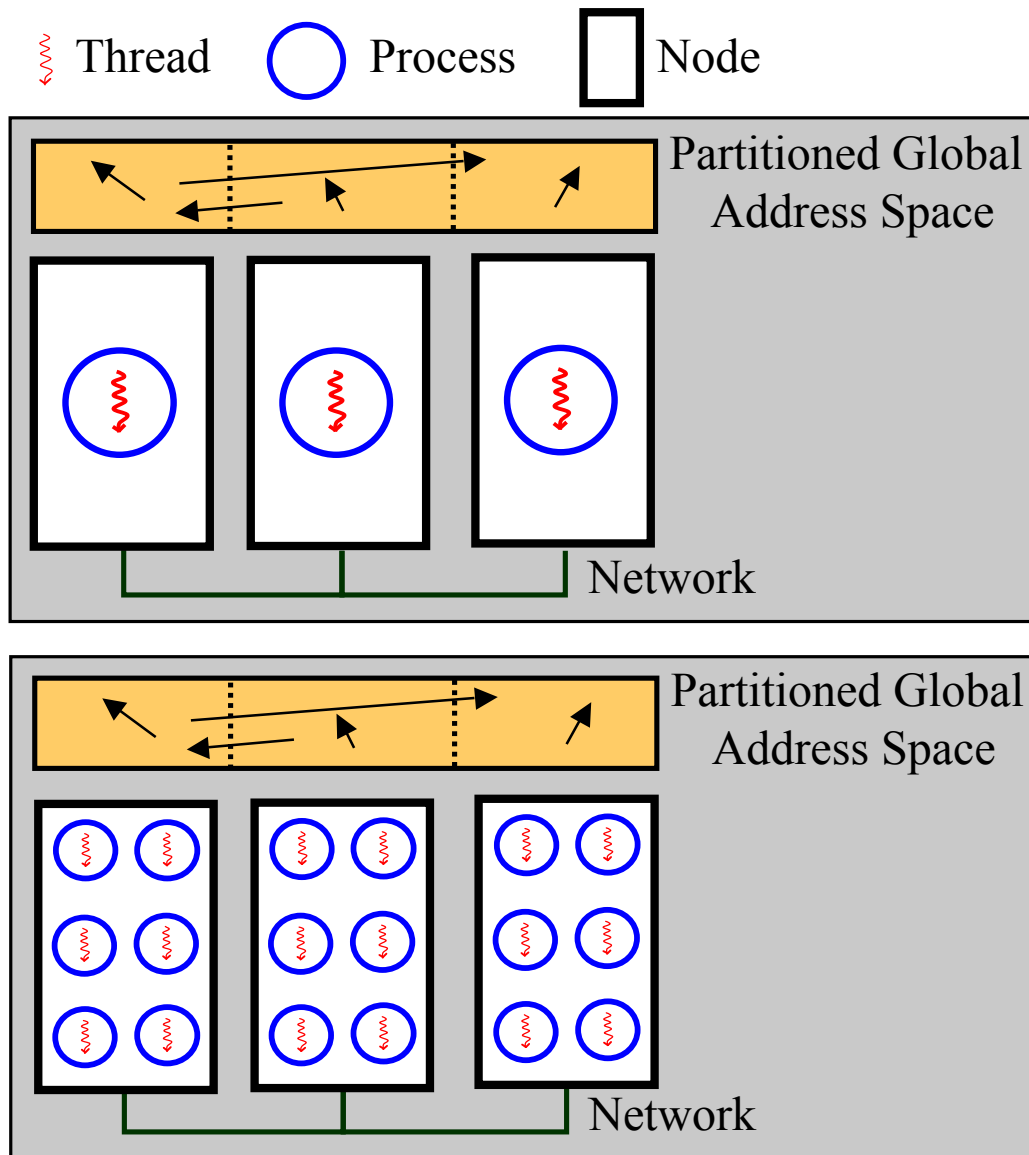 Thread Process Node
Partitioned Global
Address Space
Network
Partitioned Global
Address Space
Network